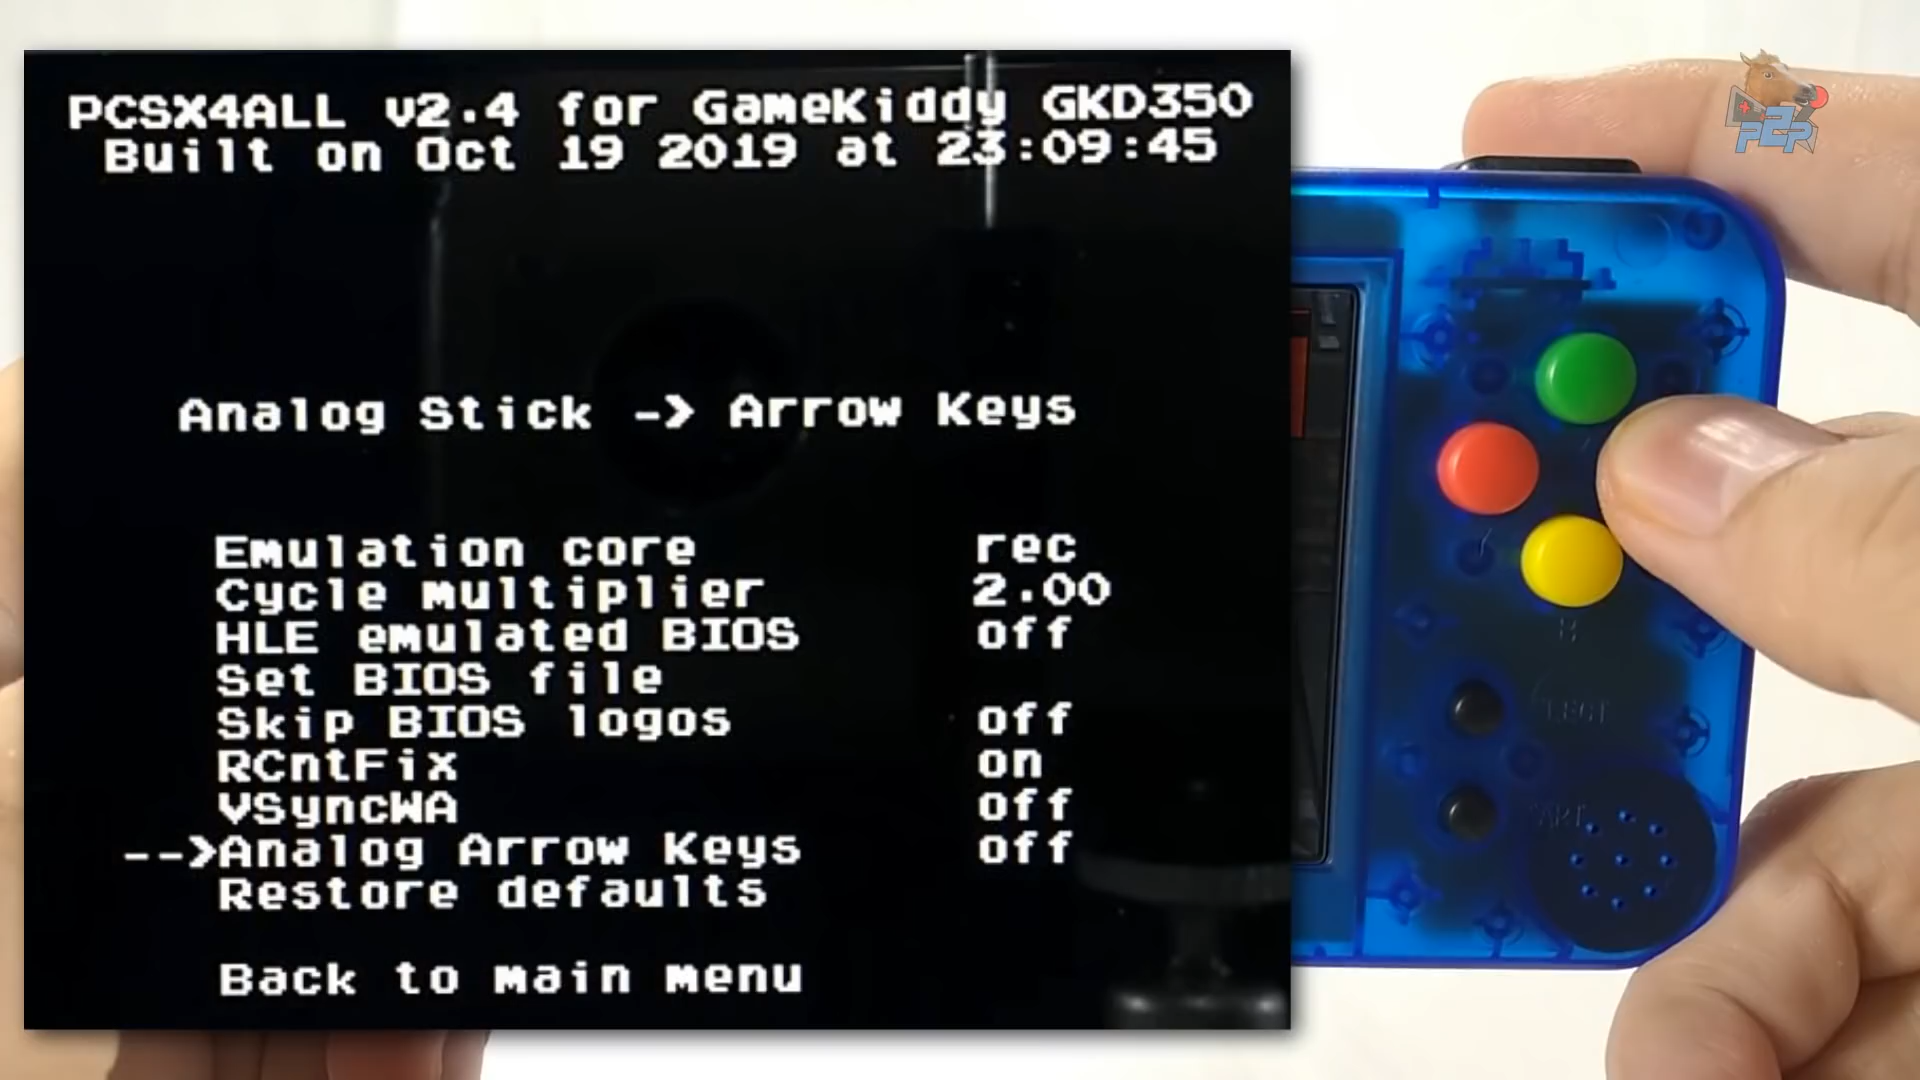 PCSX4ALL v2.4 for GameKiddy GKD350
Built on Oct 19 2019 at 23:09:45
Analog Stick -> Arrow Keys
Emulation core rec
Cycle multiplier 2.00
HLE emulated BIOS off
Set BIOS file
Skip BIOS logos off
RCntFix on
VSyncWA off
-->Analog Arrow Keys off
Restore defaults
Back to main menu